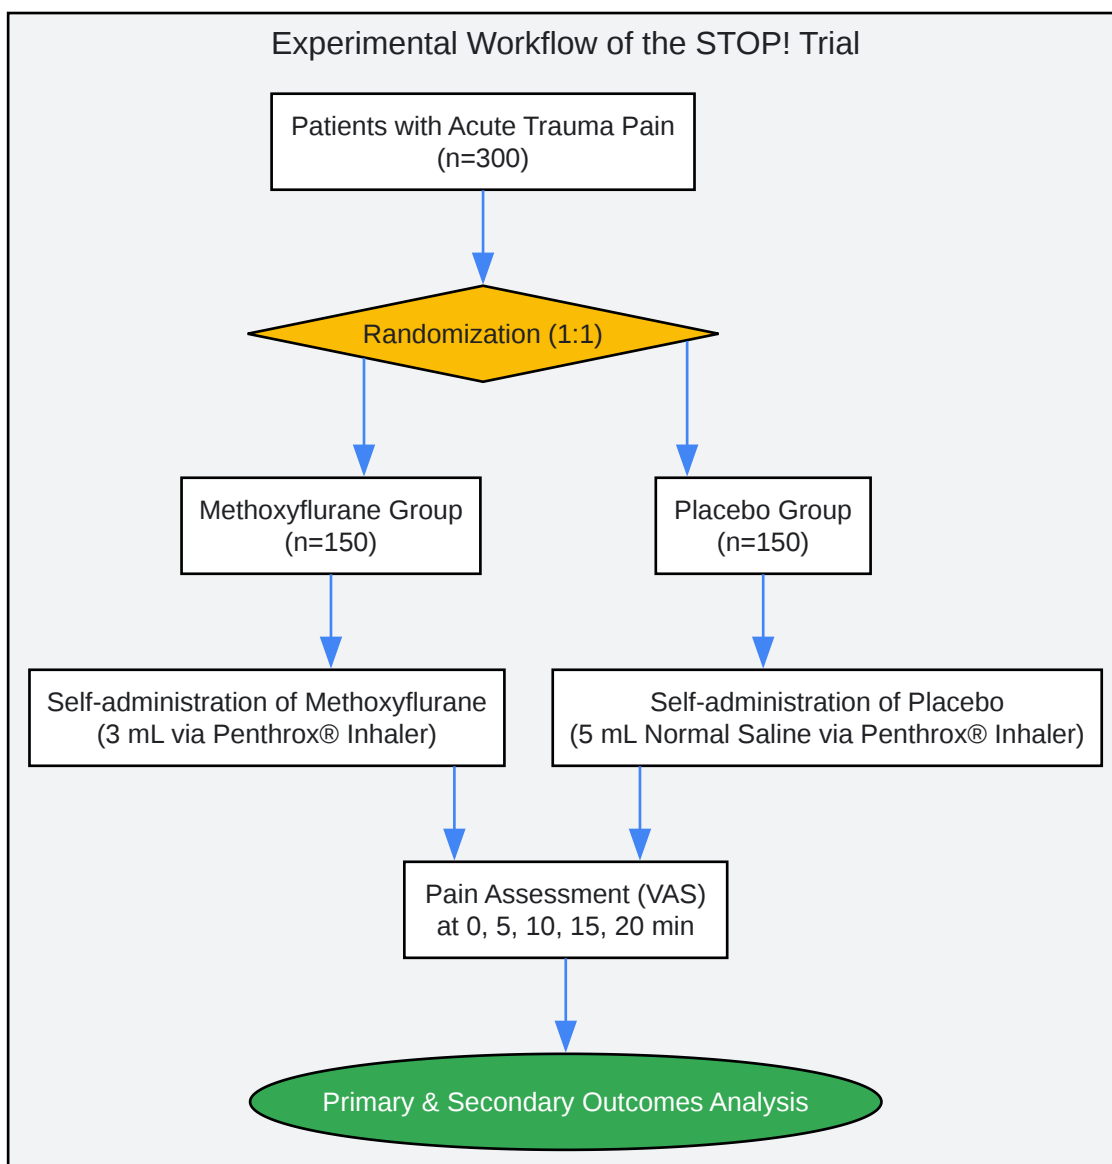 Experimental Workflow of the STOP! Trial
Patients with Acute Trauma Pain
(n=300)
Randomization (1:1)
Methoxyflurane Group
(n=150)
Placebo Group
(n=150)
Self-administration of Methoxyflurane
(3 mL via Penthrox® Inhaler)
Self-administration of Placebo
(5 mL Normal Saline via Penthrox® Inhaler)
Pain Assessment (VAS)
at 0, 5, 10, 15, 20 min
Primary & Secondary Outcomes Analysis